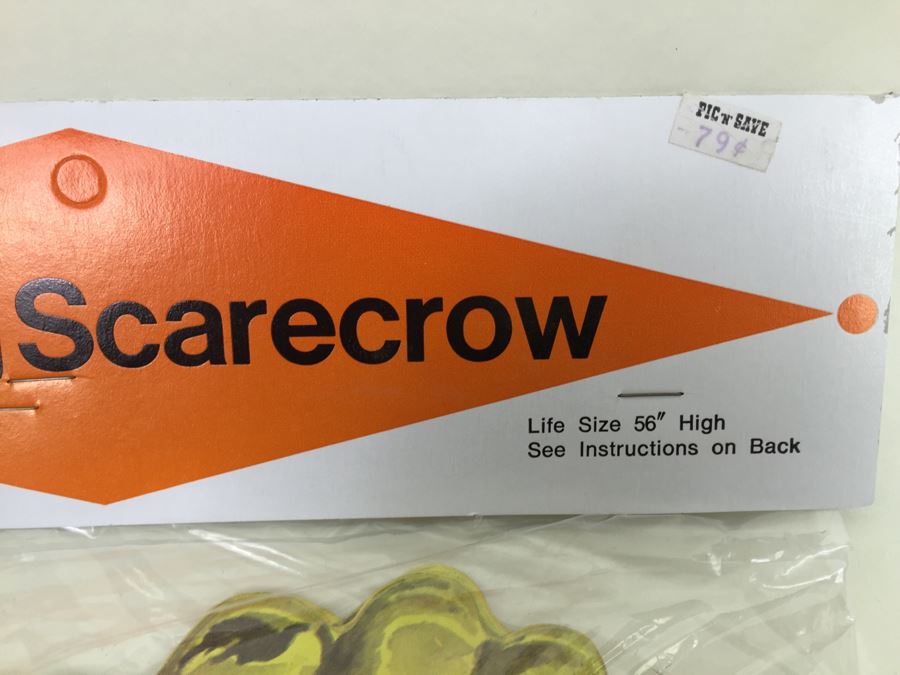 PIC 'N' SAVE
79¢
Scarecrow
Life Size 56″ High
See Instructions on Back